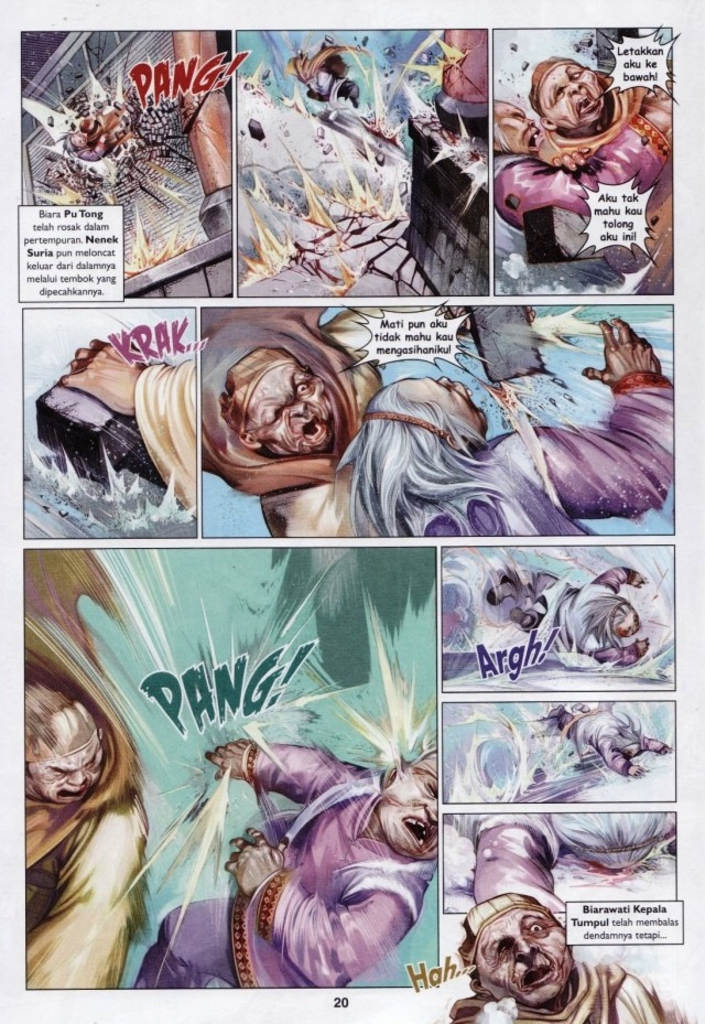 PANG!
Biara Pu Tong
telah rosak dalam
pertempuran. Nenek
Suria pun meloncat
keluar dari dalamnya
melalui tembok yang
dipecahkannya.
Letakkan
aku ke
bawah!
Aku tak
mahu kau
tolong
aku ini!
KRAK...
Mati pun aku
tidak mahu kau
mengasihaniku!
PANG!
Argh!
Biarawati Kepala
Tumpul telah membalas
dendamnya tetapi...
Hah...
20